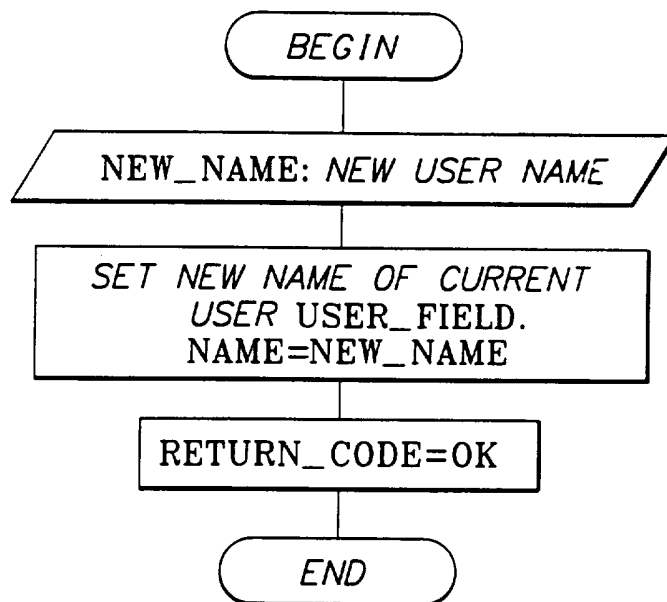 BEGIN
NEW_NAME: NEW USER NAME
SET NEW NAME OF CURRENT
USER USER_FIELD.
NAME=NEW_NAME
RETURN_CODE=OK
END